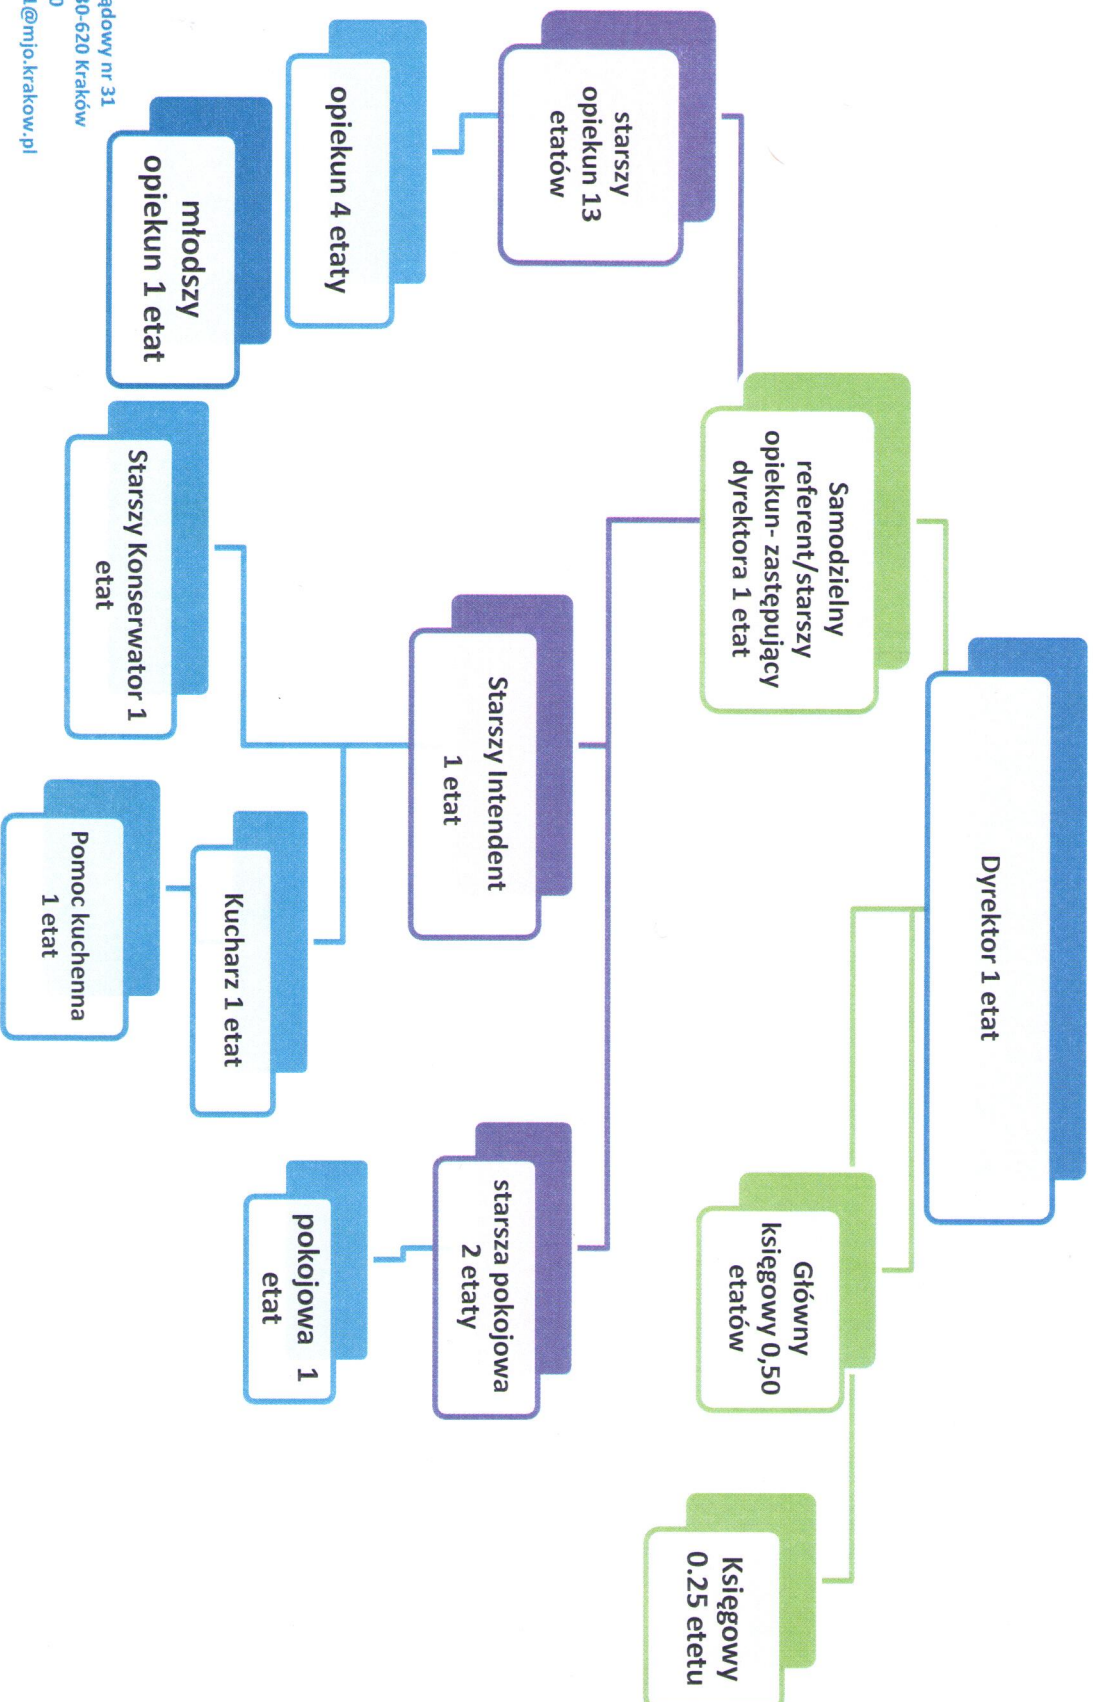 Dyrektor 1 etat
Samodzielny
referent/starszy
opiekun- zastępujący
dyrektora 1 etat
Główny
księgowy 0,50
etatów
Księgowy
0.25 etetu
starszy
opiekun 13
etatów
Starszy Intendent
1 etat
starsza pokojowa
2 etaty
opiekun 4 etaty
młodszy
opiekun 1 etat
Starszy Konserwator 1
etat
Kucharz 1 etat
Pomoc kuchenna
1 etat
pokojowa 1
etat
nr 31
30-620 Kraków
@mjo.krakow.pl